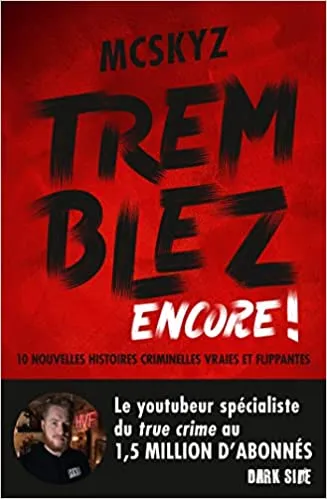 MCSKYZ
TREM
BLEZ
ENCORE!
10 NOUVELLES HISTOIRES CRIMINELLES VRAIES ET FLIPPANTES
Le youtubeur spécialiste
du true crime au
1,5 MILLION D'ABONNÉS
DARK SIDE